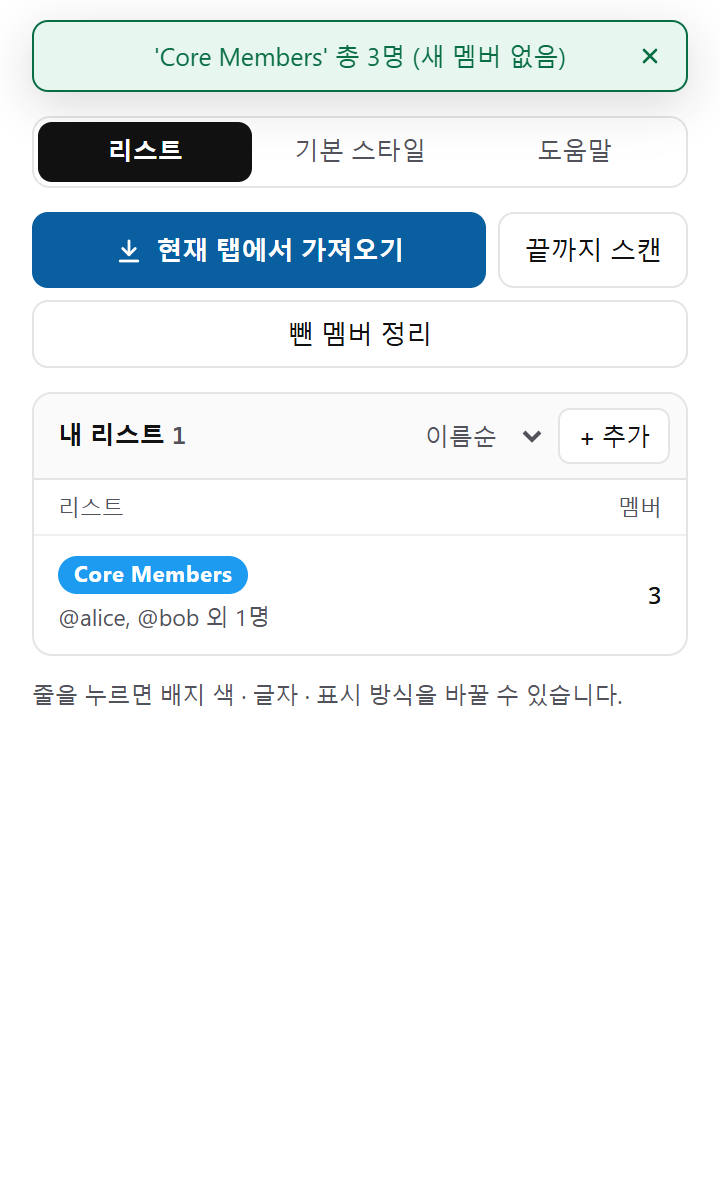 'Core Members' 총 3명 (새 멤버 없음) ✕
리스트 기본 스타일 도움말
현재 탭에서 가져오기 끝까지 스캔
뺀 멤버 정리
내 리스트 1 이름순 + 추가
리스트 멤버
Core Members
@alice, @bob 외 1명 3
줄을 누르면 배지 색 · 글자 · 표시 방식을 바꿀 수 있습니다.